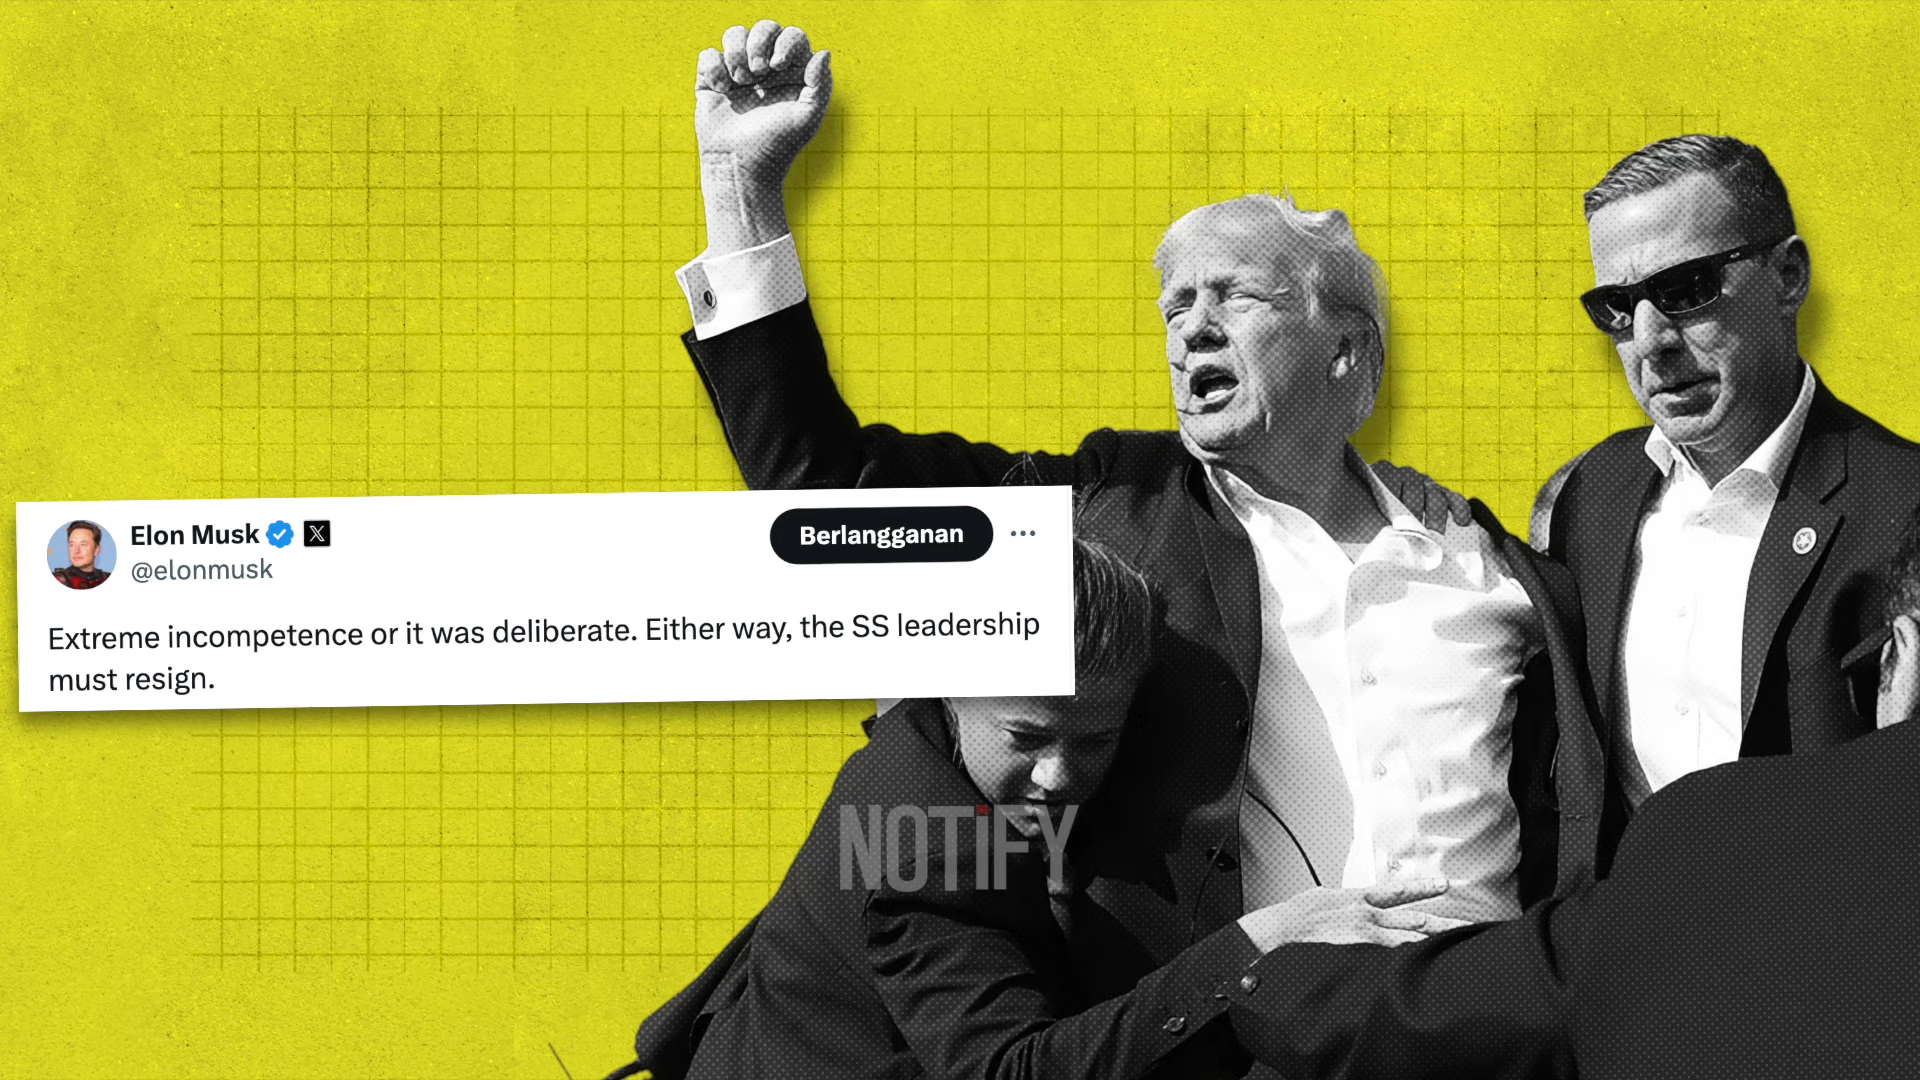 Elon Musk
@elonmusk
Berlangganan
Extreme incompetence or it was deliberate. Either way, the SS leadership
must resign.
NOTiFY